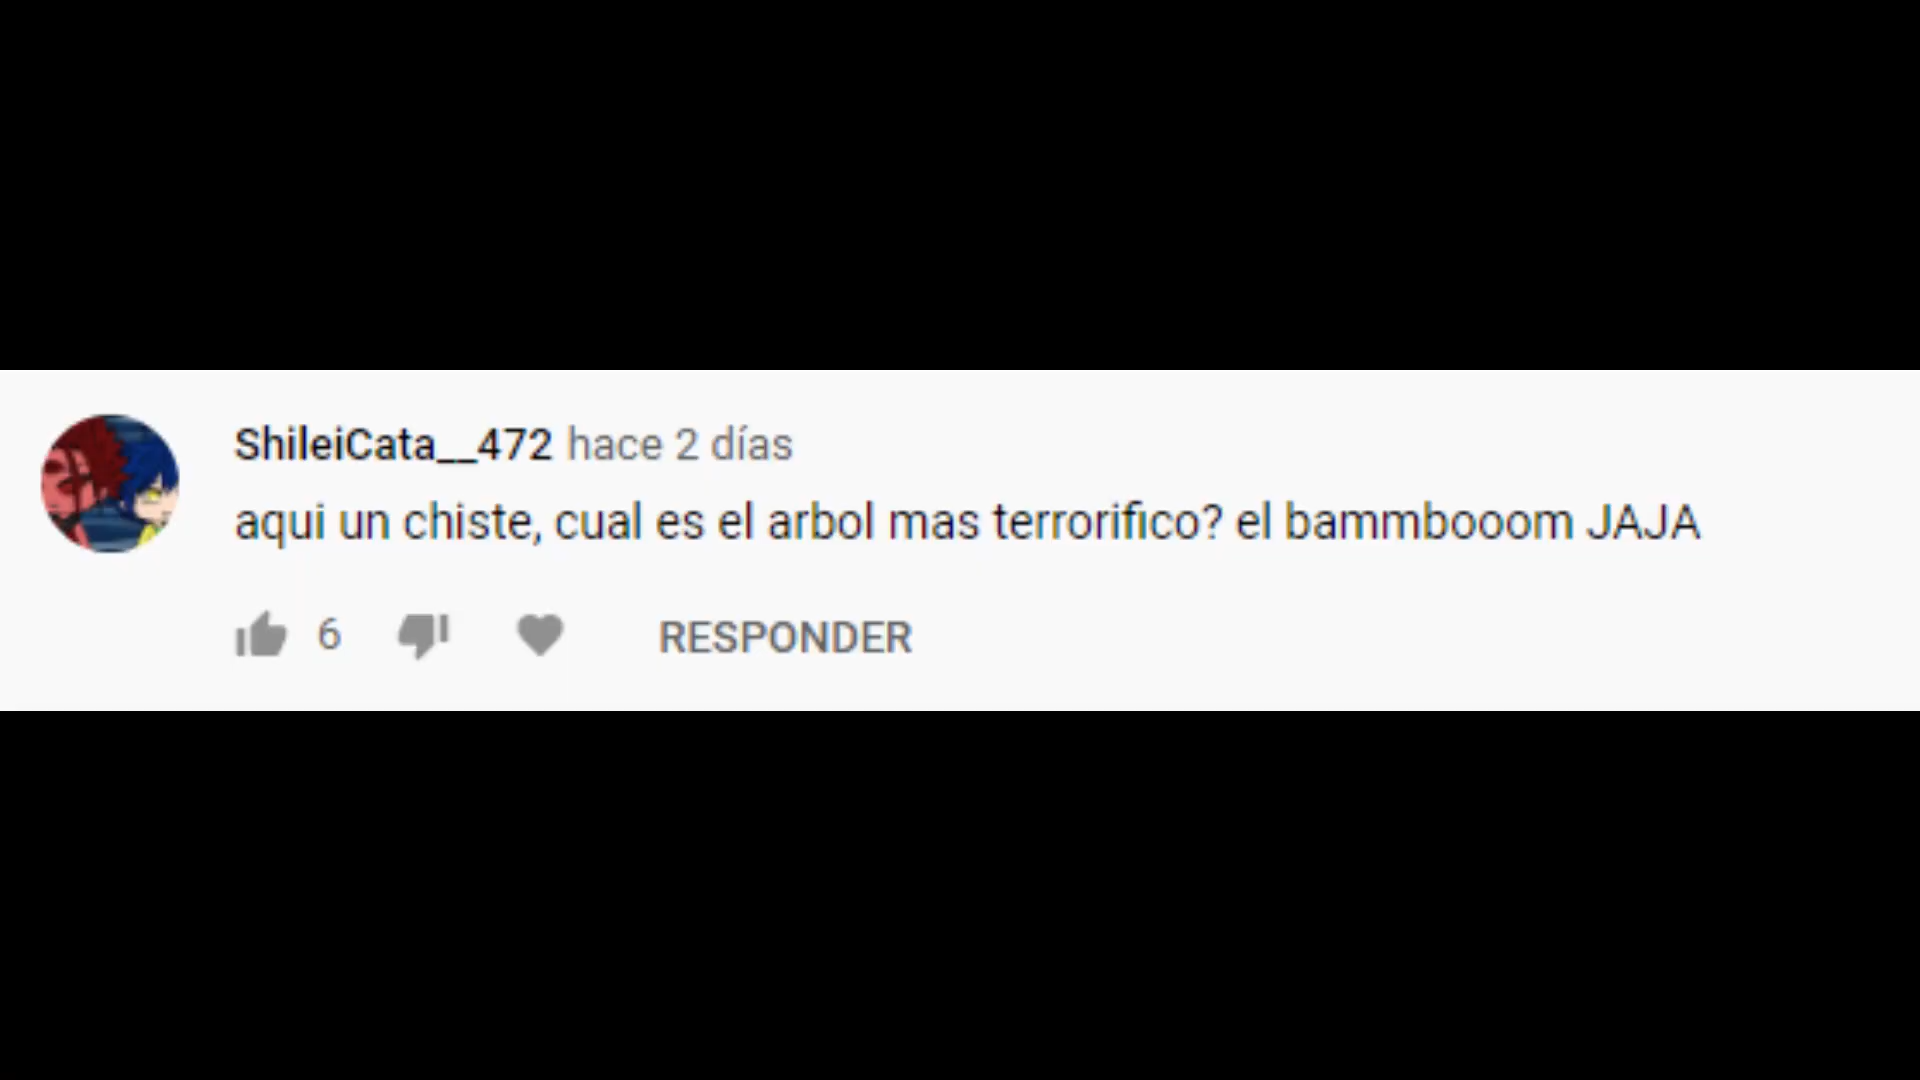 ShileiCata__472 hace 2 días
aqui un chiste, cual es el arbol mas terrorifico? el bammbooom JAJA
6 RESPONDER